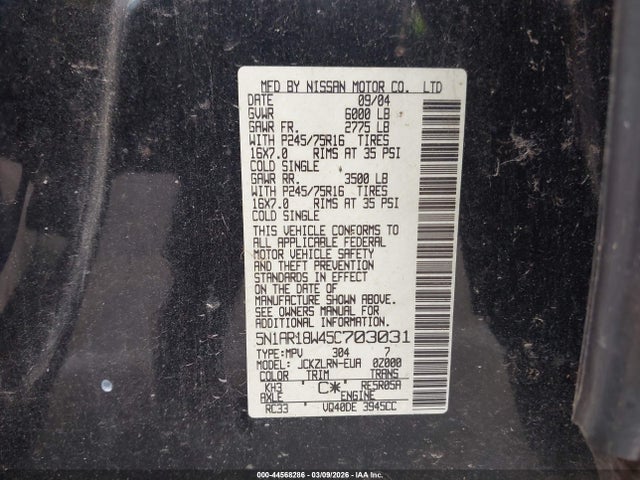 MFD BY NISSAN MOTOR CO. LTD
DATE 09/04
GVWR 6000 LB
GAWR FR. 2775 LB
WITH P245/75R16 TIRES
16X7.0 RIMS AT 35 PSI
COLD SINGLE
GAWR RR. 3500 LB
WITH P245/75R16 TIRES
16X7.0 RIMS AT 35 PSI
COLD SINGLE
THIS VEHICLE CONFORMS TO
ALL APPLICABLE FEDERAL
MOTOR VEHICLE SAFETY
AND THEFT PREVENTION
STANDARDS IN EFFECT
ON THE DATE OF
MANUFACTURE SHOWN ABOVE.
SEE OWNERS MANUAL FOR
ADDITIONAL INFORMATION.
5N1AR18W45C703031
TYPE:MPV 304 7
MODEL: JCKZLRN-EUA 0Z000
COLOR TRIM TRANS
KH3 C* RE5R05A
AXLE ENGINE
RC33 VQ40DE 3945CC
000-44568286 - 03/09/2026 - IAA Inc.